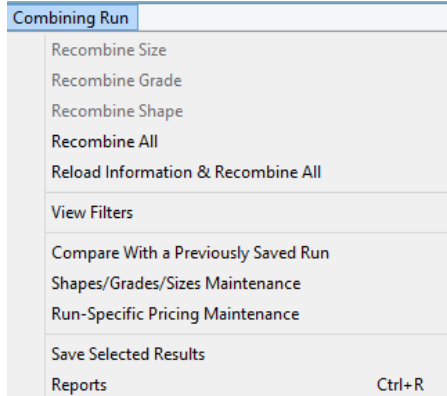 Combining Run
Recombine Size
Recombine Grade
Recombine Shape
Recombine All
Reload Information & Recombine All
View Filters
Compare With a Previously Saved Run
Shapes/Grades/Sizes Maintenance
Run-Specific Pricing Maintenance
Save Selected Results
Reports Ctrl+R